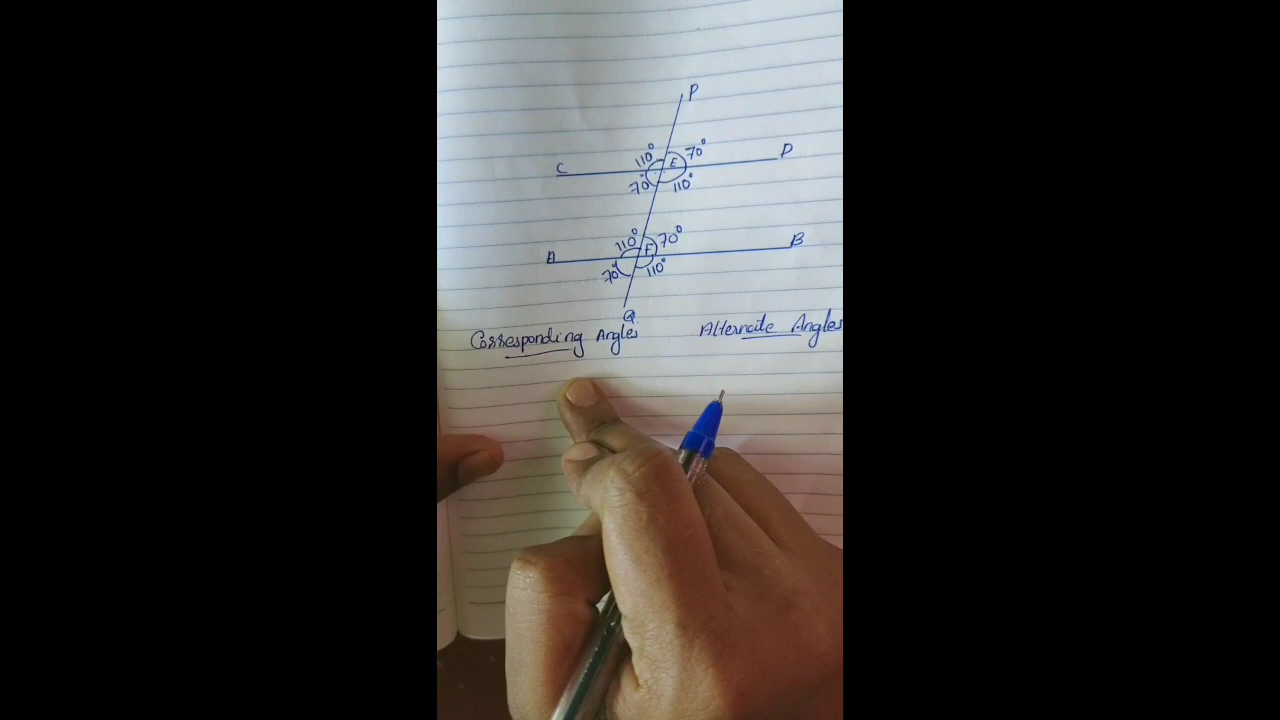 P
110° E 70°
C D
70° 110°
110° F 70°
A B
70° 110°
Q
Corresponding Angles Alternate Angles